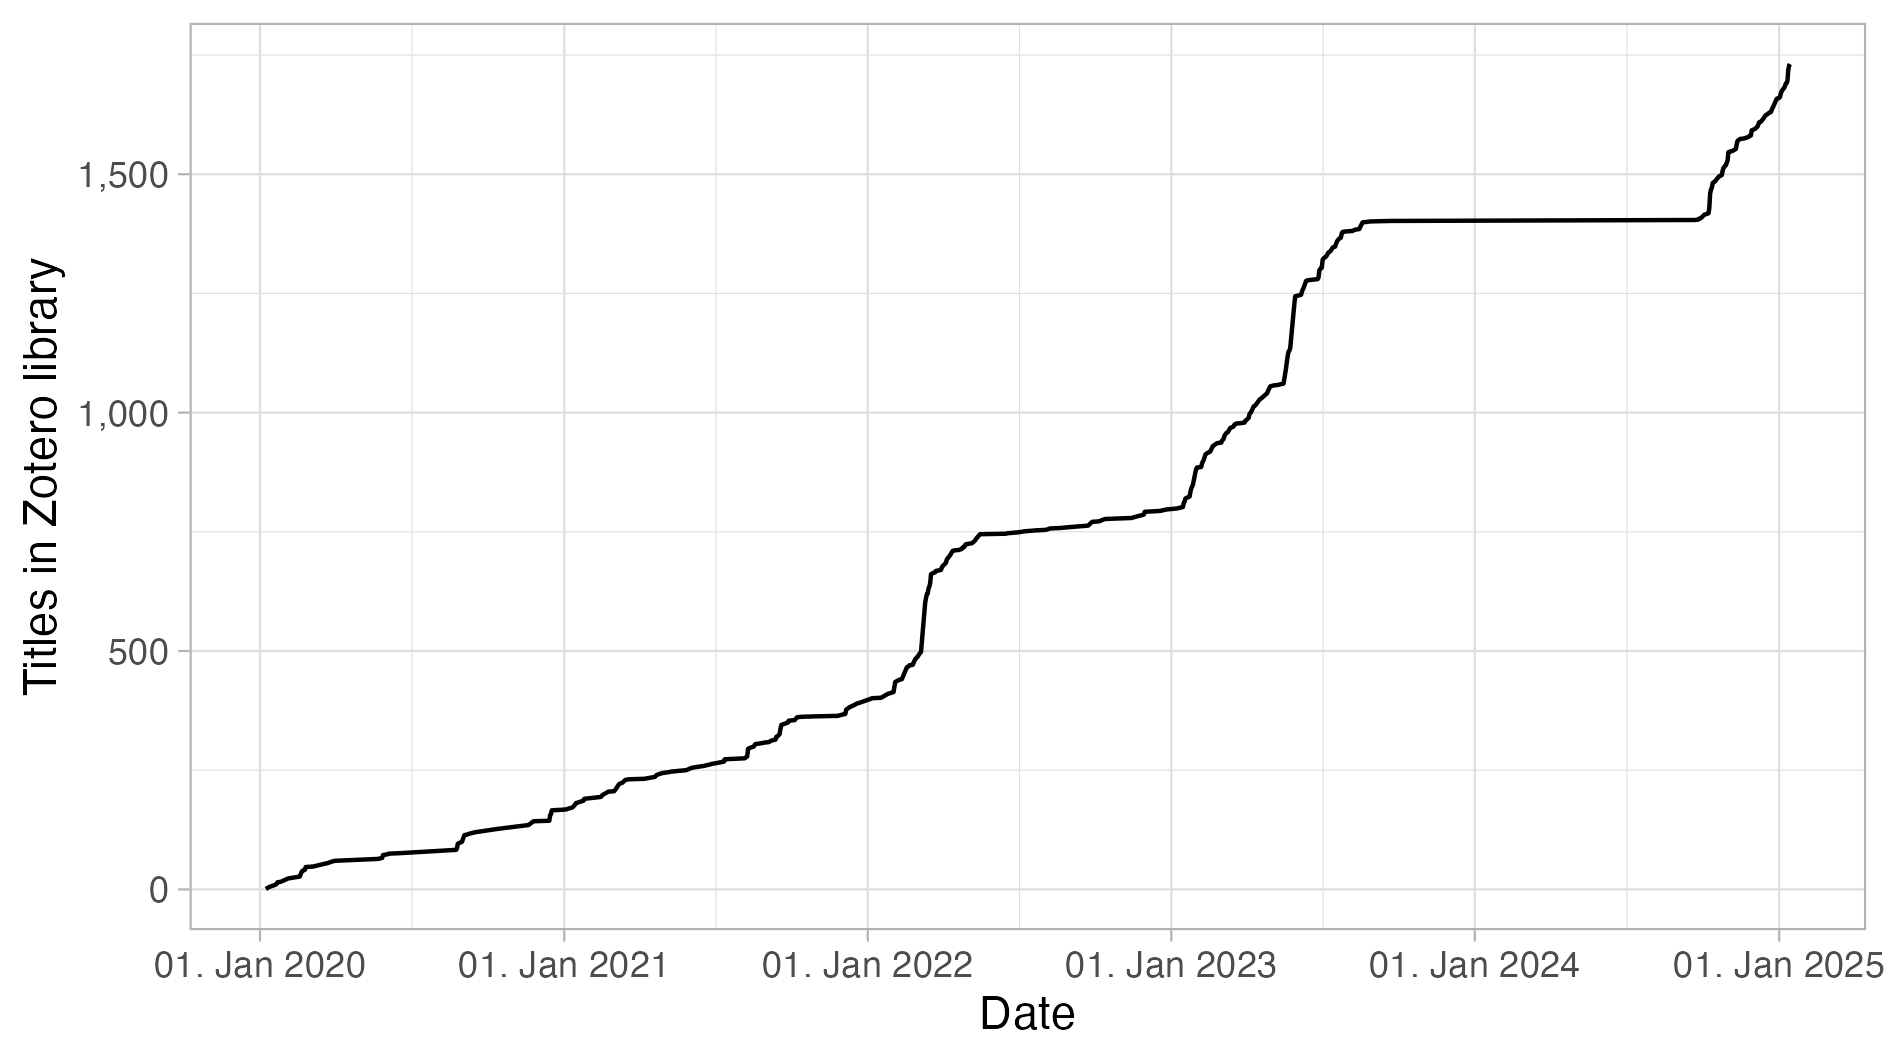 Titles in Zotero library
1,500
1,000
500
0
01. Jan 2020
01. Jan 2021
01. Jan 2022
01. Jan 2023
01. Jan 2024
01. Jan 2025
Date